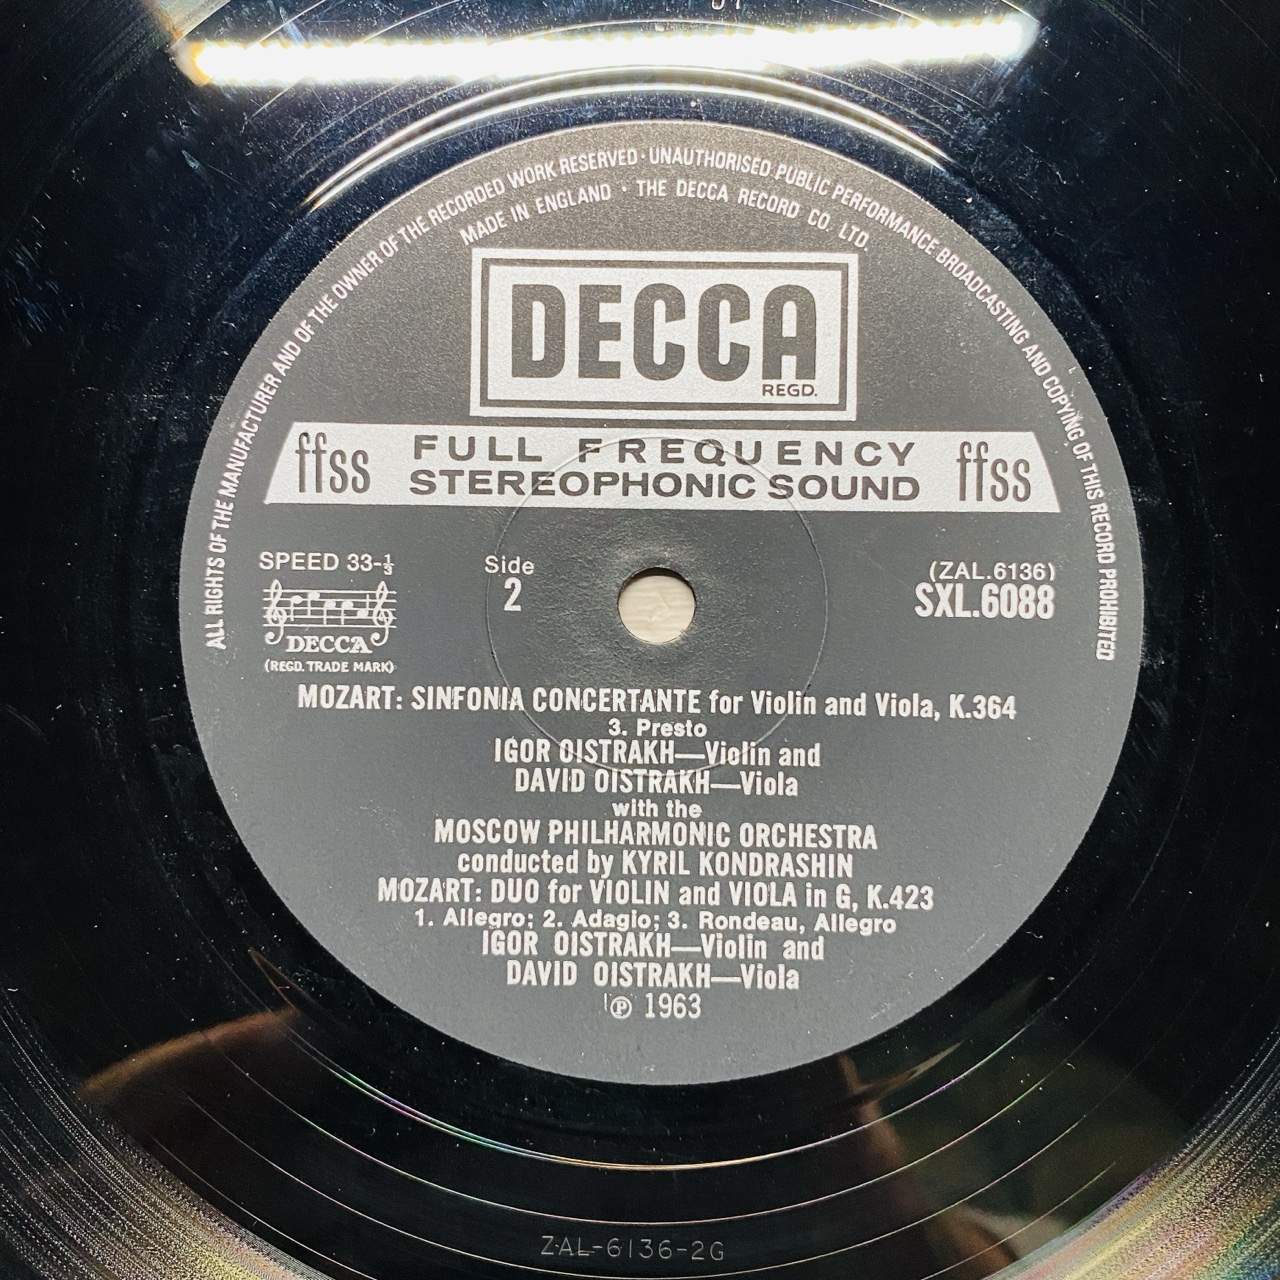 ALL RIGHTS OF THE MANUFACTURER AND OF THE OWNER OF THE RECORDED WORK RESERVED · UNAUTHORISED PUBLIC PERFORMANCE BROADCASTING AND COPYING OF THIS RECORD PROHIBITED
MADE IN ENGLAND · THE DECCA RECORD CO. LTD.
DECCA
REGD.
ffss FULL FREQUENCY STEREOPHONIC SOUND ffss
SPEED 33-⅓
DECCA
(REGD. TRADE MARK)
Side
2
(ZAL.6136)
SXL.6088
MOZART: SINFONIA CONCERTANTE for Violin and Viola, K.364
3. Presto
IGOR OISTRAKH—Violin and
DAVID OISTRAKH—Viola
with the
MOSCOW PHILHARMONIC ORCHESTRA
conducted by KYRIL KONDRASHIN
MOZART: DUO for VIOLIN and VIOLA in G, K.423
1. Allegro; 2. Adagio; 3. Rondeau, Allegro
IGOR OISTRAKH—Violin and
DAVID OISTRAKH—Viola
℗ 1963
ZAL-6136-2G